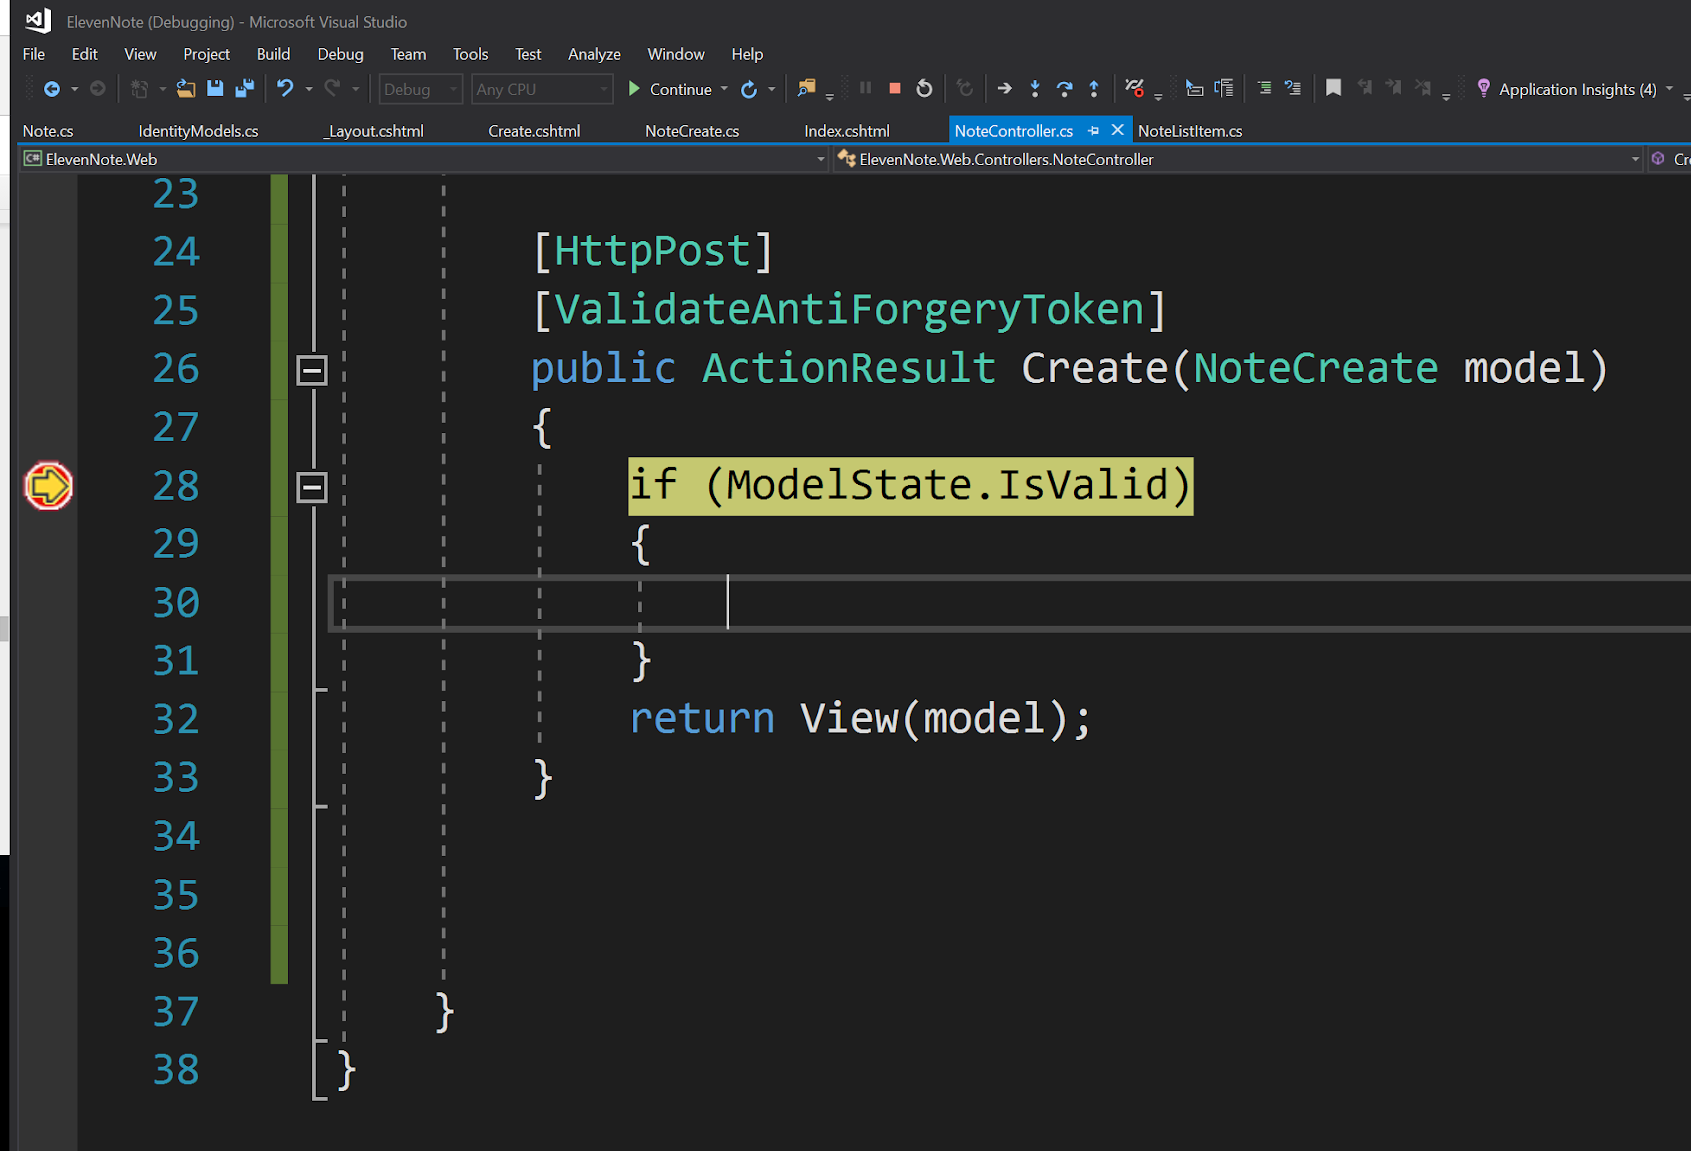 ElevenNote (Debugging) - Microsoft Visual Studio
File Edit View Project Build Debug Team Tools Test Analyze Window Help
Debug Any CPU Continue Application Insights (4)
Note.cs IdentityModels.cs _Layout.cshtml Create.cshtml NoteCreate.cs Index.cshtml NoteController.cs NoteListItem.cs
C# ElevenNote.Web ElevenNote.Web.Controllers.NoteController Cre
23
24 [HttpPost]
25 [ValidateAntiForgeryToken]
26 public ActionResult Create(NoteCreate model)
27 {
28 if (ModelState.IsValid)
29 {
30
31 }
32 return View(model);
33 }
34
35
36
37 }
38 }